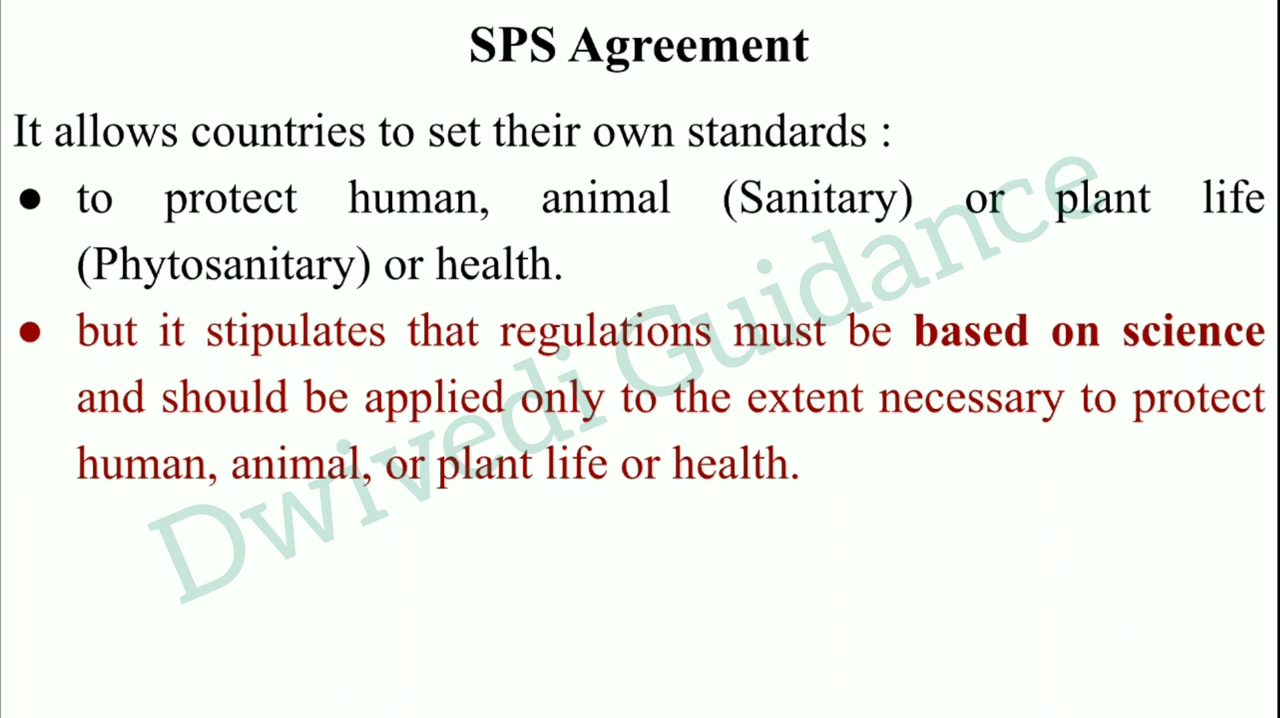 SPS Agreement
It allows countries to set their own standards :
● to protect human, animal (Sanitary) or plant life
(Phytosanitary) or health.
● but it stipulates that regulations must be based on science
and should be applied only to the extent necessary to protect
human, animal, or plant life or health.
Dwivedi Guidance